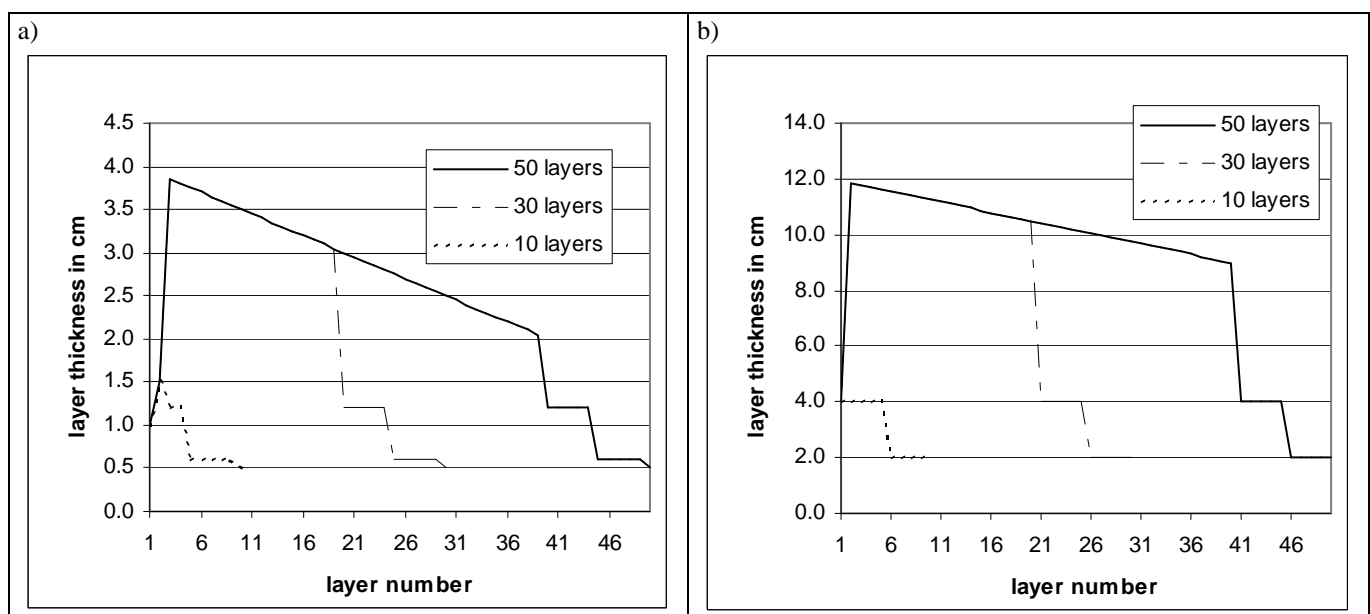 a)
4.5
4.0
3.5
3.0
2.5
2.0
1.5
1.0
0.5
0.0
layer thickness in cm
1 6 11 16 21 26 31 36 41 46
layer number
50 layers
30 layers
10 layers
b)
14.0
12.0
10.0
8.0
6.0
4.0
2.0
0.0
layer thickness in cm
1 6 11 16 21 26 31 36 41 46
layer number
50 layers
30 layers
10 layers